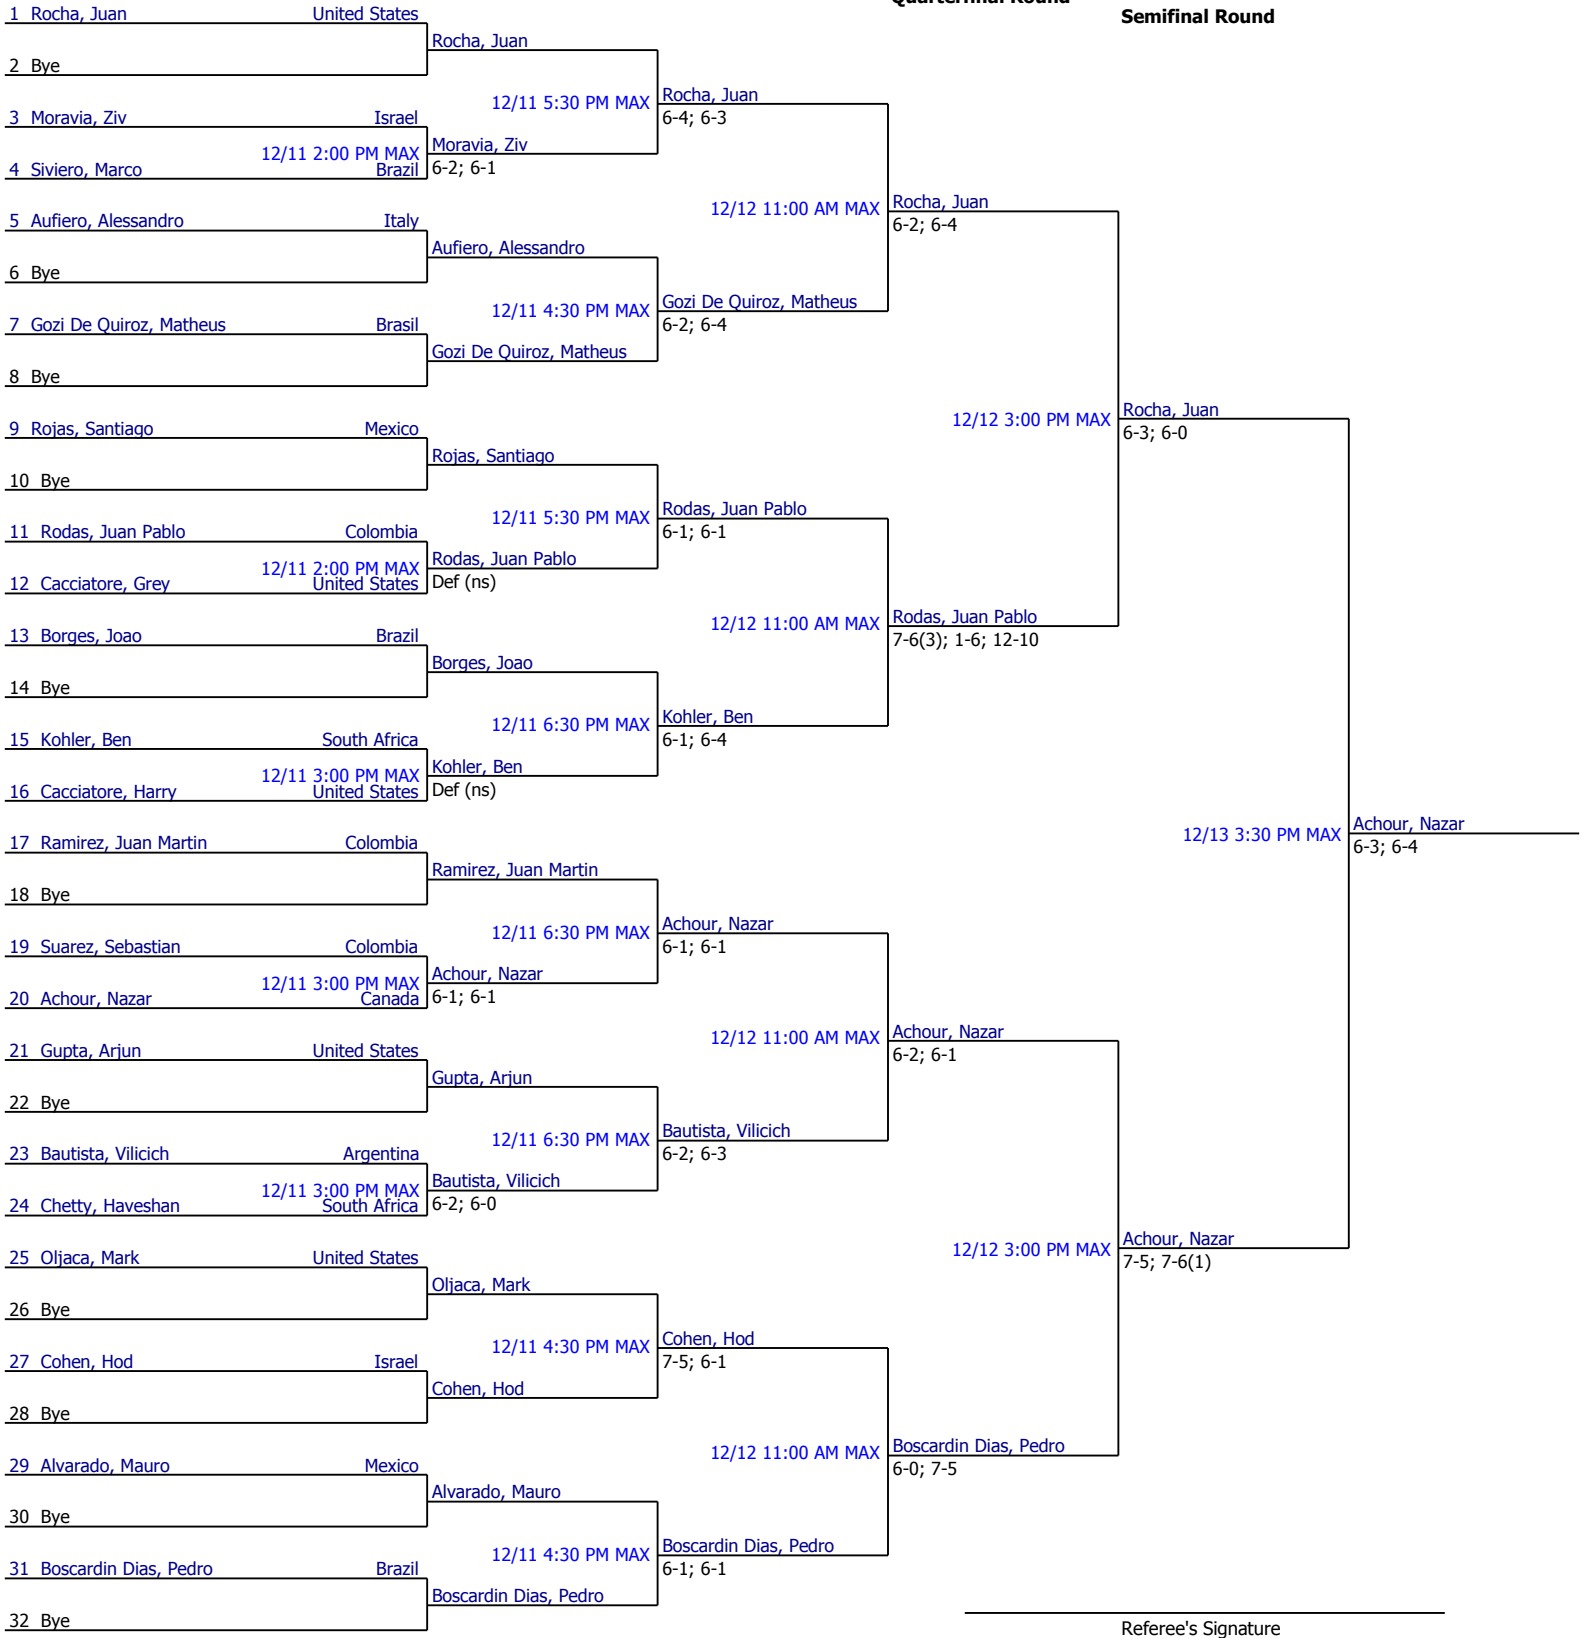 Quarterfinal Round
Semifinal Round
1 Rocha, Juan United States
Rocha, Juan
2 Bye
12/11 5:30 PM MAX Rocha, Juan
6-4; 6-3
3 Moravia, Ziv Israel
12/11 2:00 PM MAX Moravia, Ziv
4 Siviero, Marco Brazil 6-2; 6-1
12/12 11:00 AM MAX Rocha, Juan
6-2; 6-4
5 Aufiero, Alessandro Italy
Aufiero, Alessandro
6 Bye
12/11 4:30 PM MAX Gozi De Quiroz, Matheus
6-2; 6-4
7 Gozi De Quiroz, Matheus Brasil
Gozi De Quiroz, Matheus
8 Bye
12/12 3:00 PM MAX Rocha, Juan
6-3; 6-0
9 Rojas, Santiago Mexico
Rojas, Santiago
10 Bye
12/11 5:30 PM MAX Rodas, Juan Pablo
6-1; 6-1
11 Rodas, Juan Pablo Colombia
12/11 2:00 PM MAX Rodas, Juan Pablo
12 Cacciatore, Grey United States Def (ns)
12/12 11:00 AM MAX Rodas, Juan Pablo
7-6(3); 1-6; 12-10
13 Borges, Joao Brazil
Borges, Joao
14 Bye
12/11 6:30 PM MAX Kohler, Ben
6-1; 6-4
15 Kohler, Ben South Africa
12/11 3:00 PM MAX Kohler, Ben
16 Cacciatore, Harry United States Def (ns)
12/13 3:30 PM MAX Achour, Nazar
6-3; 6-4
17 Ramirez, Juan Martin Colombia
Ramirez, Juan Martin
18 Bye
12/11 6:30 PM MAX Achour, Nazar
6-1; 6-1
19 Suarez, Sebastian Colombia
12/11 3:00 PM MAX Achour, Nazar
20 Achour, Nazar Canada 6-1; 6-1
12/12 11:00 AM MAX Achour, Nazar
6-2; 6-1
21 Gupta, Arjun United States
Gupta, Arjun
22 Bye
12/11 6:30 PM MAX Bautista, Vilicich
6-2; 6-3
23 Bautista, Vilicich Argentina
12/11 3:00 PM MAX Bautista, Vilicich
24 Chetty, Haveshan South Africa 6-2; 6-0
12/12 3:00 PM MAX Achour, Nazar
7-5; 7-6(1)
25 Oljaca, Mark United States
Oljaca, Mark
26 Bye
12/11 4:30 PM MAX Cohen, Hod
7-5; 6-1
27 Cohen, Hod Israel
Cohen, Hod
28 Bye
12/12 11:00 AM MAX Boscardin Dias, Pedro
6-0; 7-5
29 Alvarado, Mauro Mexico
Alvarado, Mauro
30 Bye
12/11 4:30 PM MAX Boscardin Dias, Pedro
6-1; 6-1
31 Boscardin Dias, Pedro Brazil
Boscardin Dias, Pedro
32 Bye
Referee's Signature